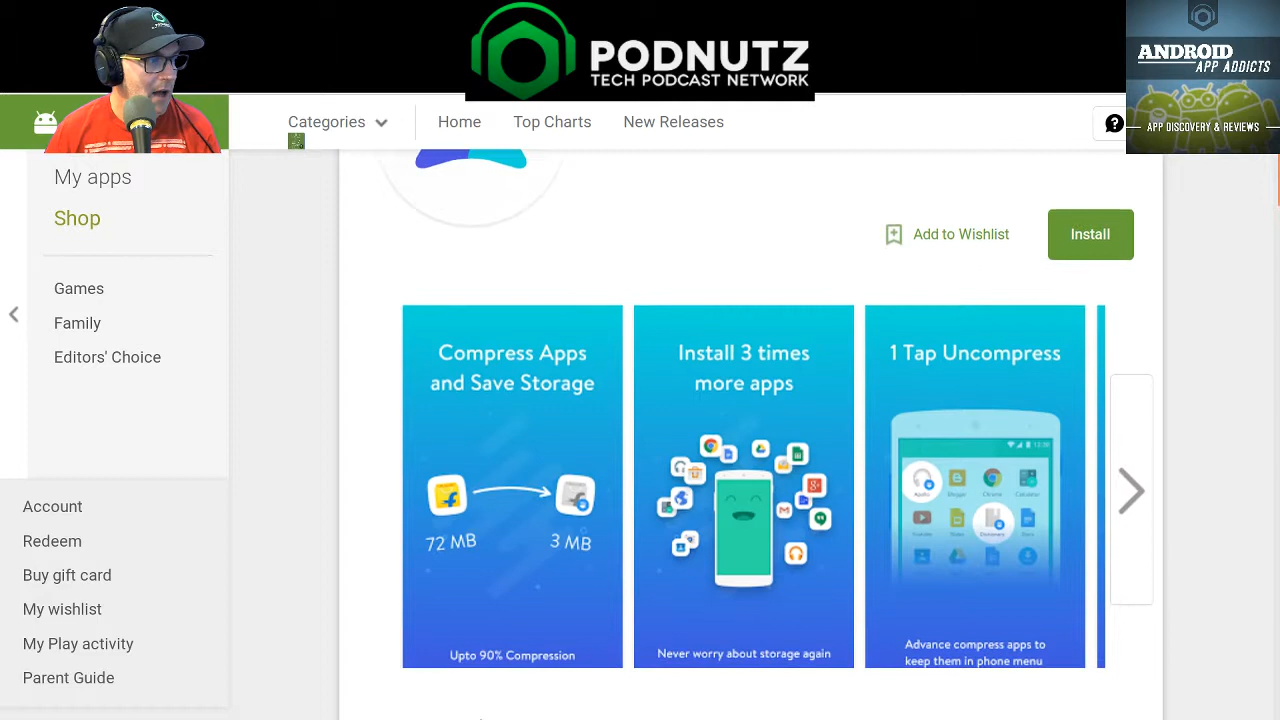 PODNUTZ
TECH PODCAST NETWORK
ANDROID
APP ADDICTS
APP DISCOVERY & REVIEWS
Categories
Home
Top Charts
New Releases
?
My apps
Shop
Games
Family
Editors' Choice
Account
Redeem
Buy gift card
My wishlist
My Play activity
Parent Guide
Add to Wishlist
Install
Compress Apps
and Save Storage
72 MB
3 MB
Upto 90% Compression
Install 3 times
more apps
Never worry about storage again
1 Tap Uncompress
Advance compress apps to
keep them in phone menu